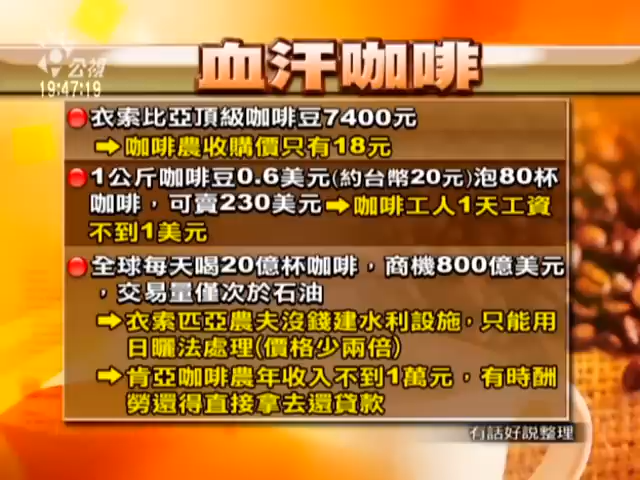 公視
19:47:19
血汗咖啡
衣索比亞頂級咖啡豆7400元
➡咖啡農收購價只有18元
1公斤咖啡豆0.6美元(約台幣20元)泡80杯
咖啡，可賣230美元➡咖啡工人1天工資
不到1美元
全球每天喝20億杯咖啡，商機800億美元
，交易量僅次於石油
➡衣索匹亞農夫沒錢建水利設施，只能用
日曬法處理(價格少兩倍)
➡肯亞咖啡農年收入不到1萬元，有時酬
勞還得直接拿去還貸款
有話好說整理